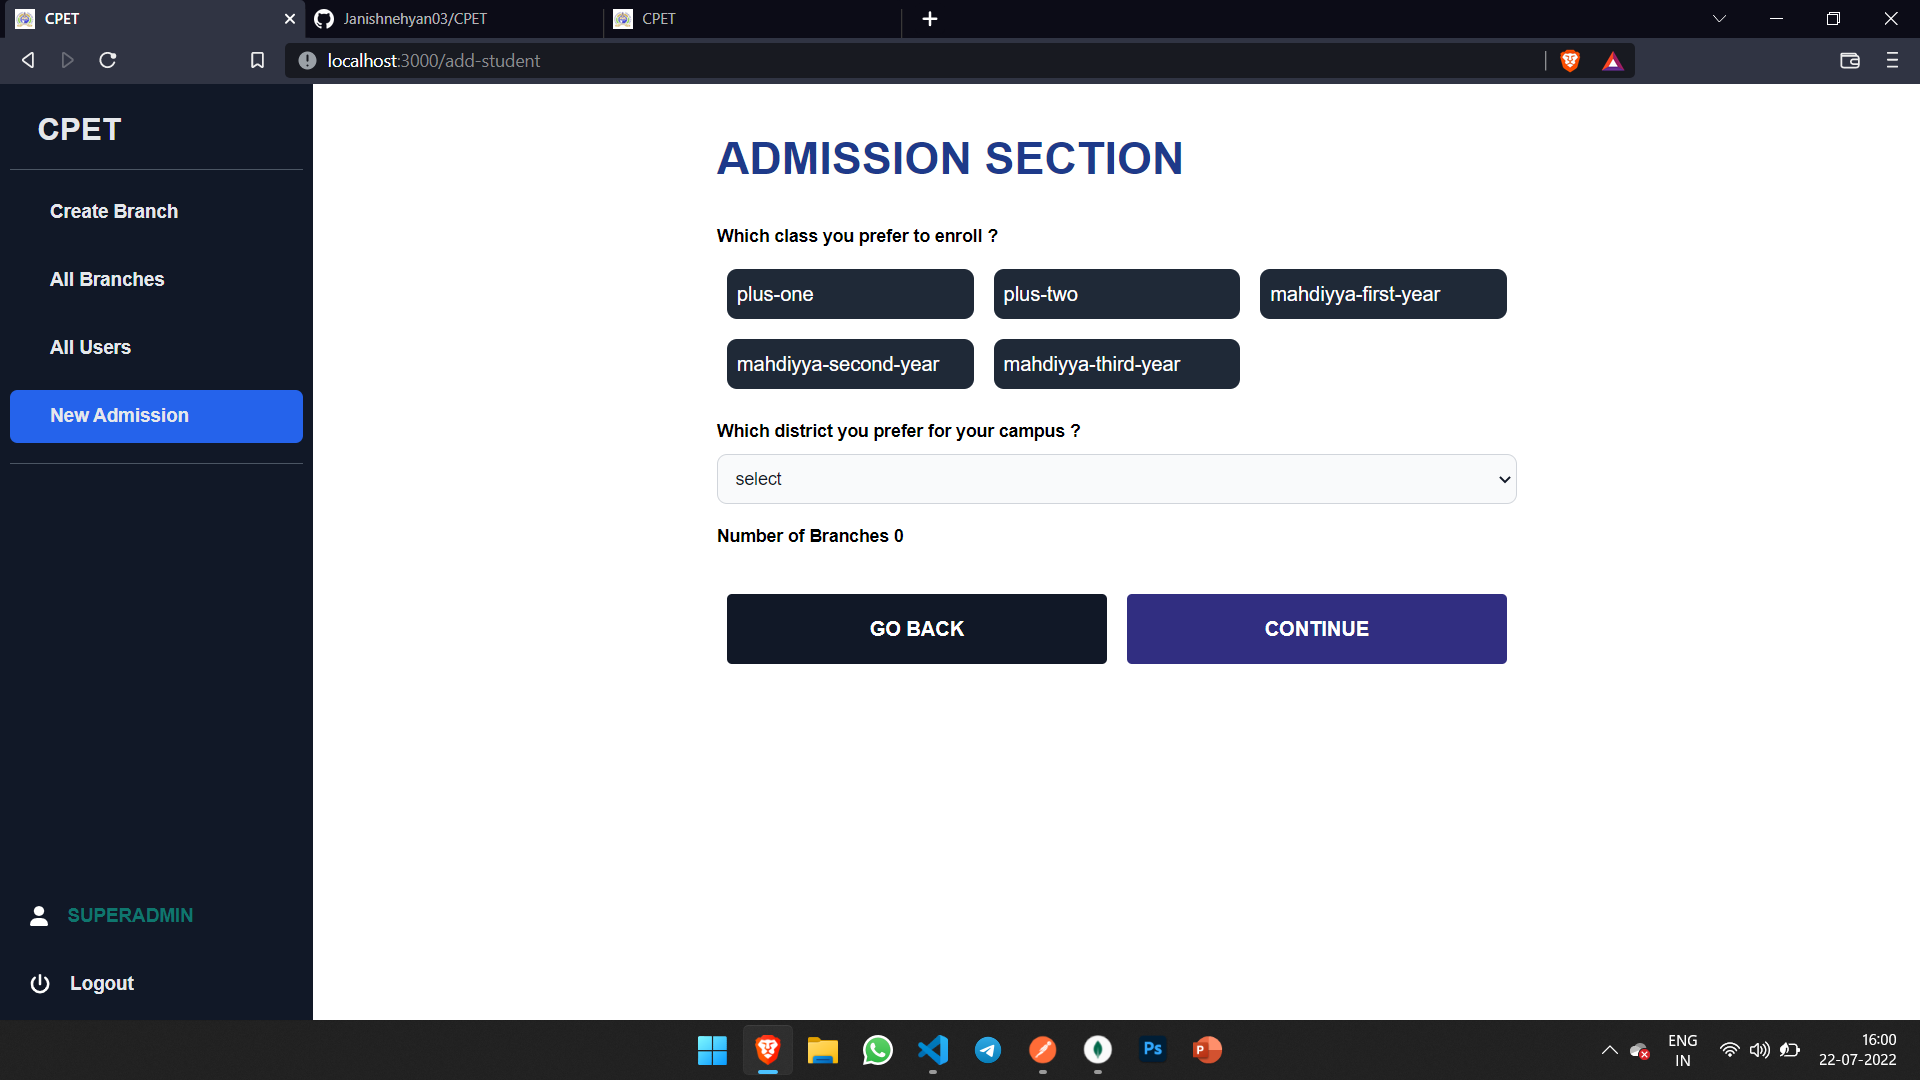 CPET
Janishnehyan03/CPET
CPET
localhost:3000/add-student
CPET
Create Branch
All Branches
All Users
New Admission
SUPERADMIN
Logout
ADMISSION SECTION
Which class you prefer to enroll ?
plus-one
plus-two
mahdiyya-first-year
mahdiyya-second-year
mahdiyya-third-year
Which district you prefer for your campus ?
select
Number of Branches 0
GO BACK
CONTINUE
Ps
P
ENG
IN
16:00
22-07-2022